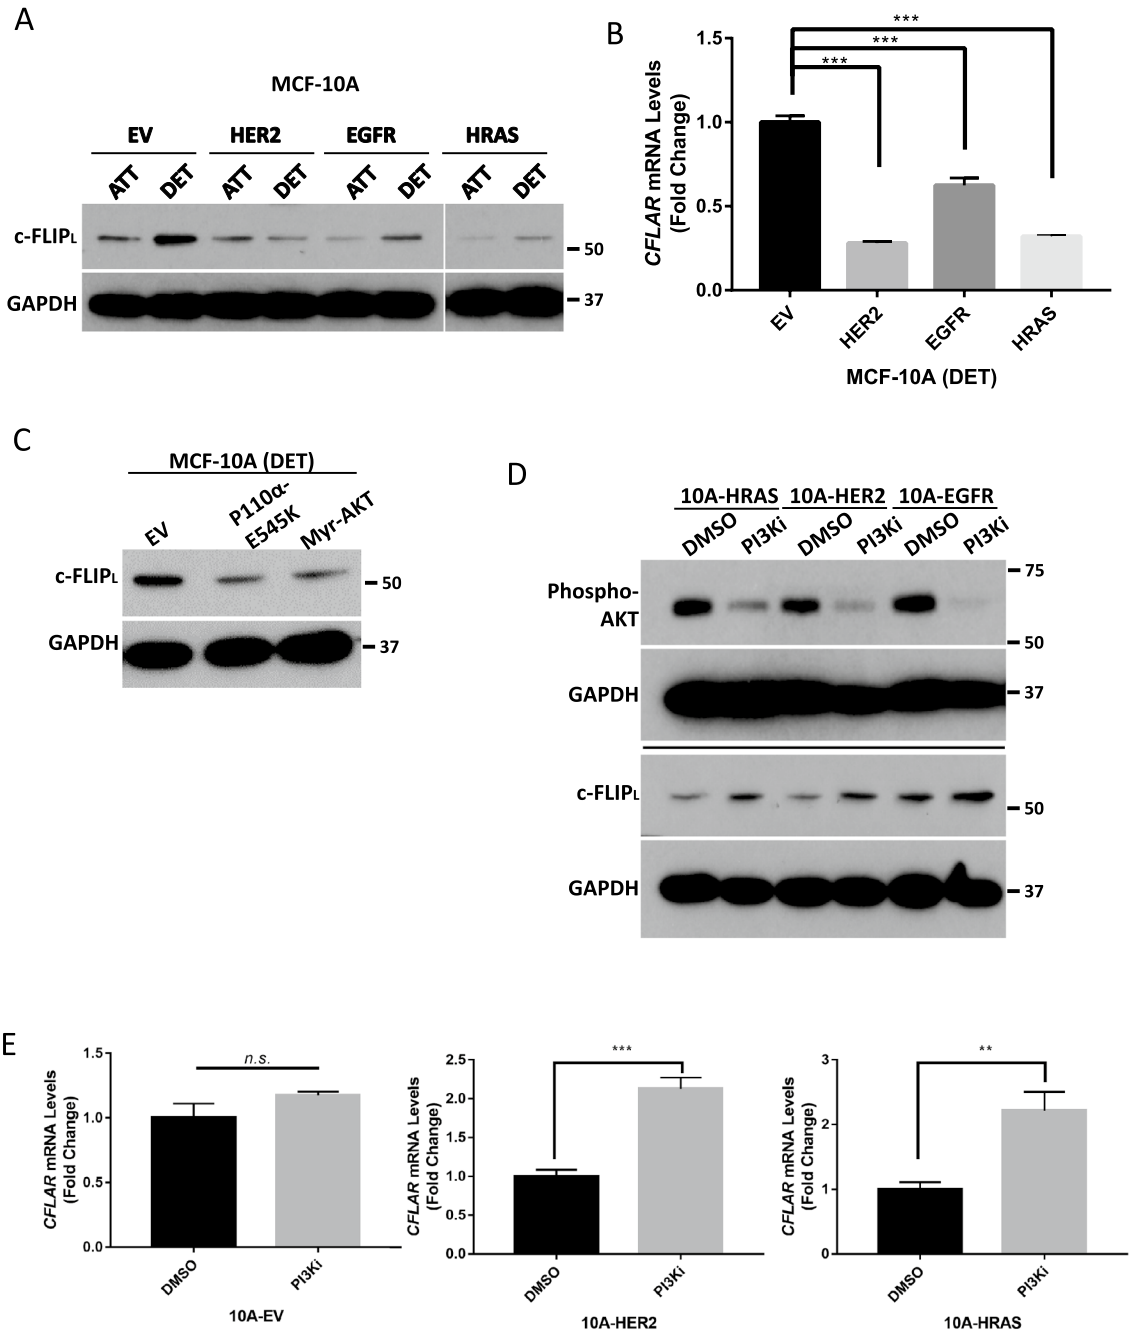 A
MCF-10A
EV HER2 EGFR HRAS
ATT DET ATT DET ATT DET ATT DET
c-FLIPL
50
GAPDH
37
B
CFLAR mRNA Levels
(Fold Change)
1.5
1.0
0.5
0.0
***
***
***
EV HER2 EGFR HRAS
MCF-10A (DET)
C
MCF-10A (DET)
EV
P110α-
E545K
Myr-AKT
c-FLIPL
50
GAPDH
37
D
10A-HRAS 10A-HER2 10A-EGFR
DMSO PI3Ki DMSO PI3Ki DMSO PI3Ki
75
Phospho-
AKT
50
GAPDH
37
c-FLIPL
50
GAPDH
37
E
CFLAR mRNA Levels
(Fold Change)
1.5
1.0
0.5
0.0
n.s.
DMSO PI3Ki
10A-EV
CFLAR mRNA Levels
(Fold Change)
2.5
2.0
1.5
1.0
0.5
0.0
***
DMSO PI3Ki
10A-HER2
CFLAR mRNA Levels
(Fold Change)
3
2
1
0
**
DMSO PI3Ki
10A-HRAS